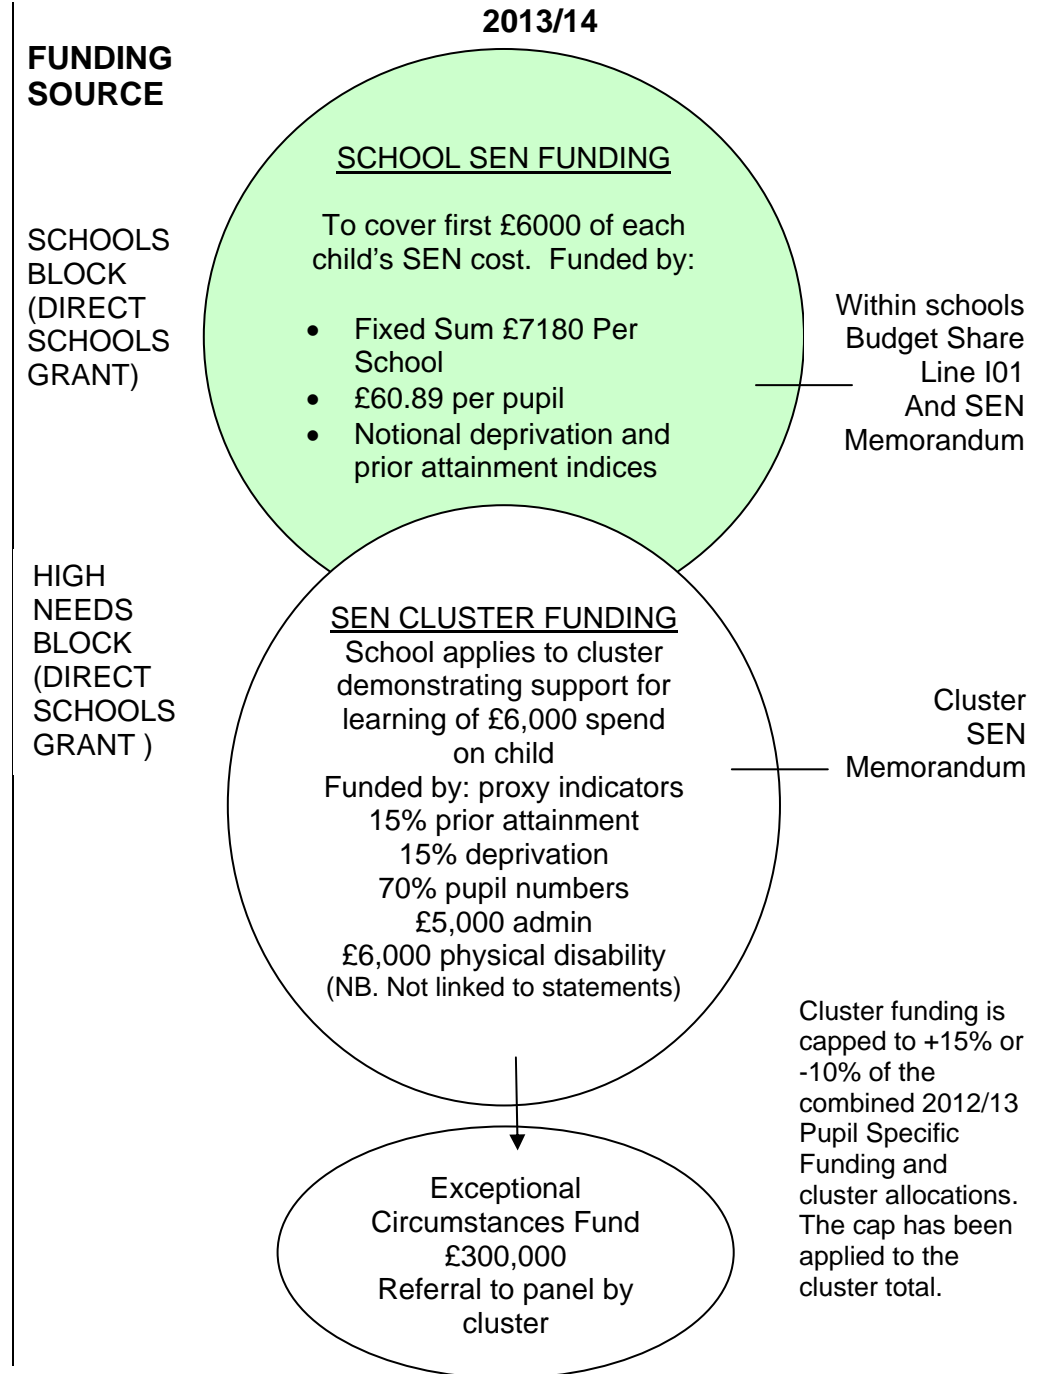 2013/14
FUNDING
SOURCE
SCHOOL SEN FUNDING
To cover first £6000 of each
child's SEN cost.  Funded by:
• Fixed Sum £7180 Per
School
• £60.89 per pupil
• Notional deprivation and
prior attainment indices
SCHOOLS
BLOCK
(DIRECT
SCHOOLS
GRANT)
Within schools
Budget Share
Line I01
And SEN
Memorandum
HIGH
NEEDS
BLOCK
(DIRECT
SCHOOLS
GRANT )
SEN CLUSTER FUNDING
School applies to cluster
demonstrating support for
learning of £6,000 spend
on child
Funded by: proxy indicators
15% prior attainment
15% deprivation
70% pupil numbers
£5,000 admin
£6,000 physical disability
(NB. Not linked to statements)
Cluster
SEN
Memorandum
Cluster funding is
capped to +15% or
-10% of the
combined 2012/13
Pupil Specific
Funding and
cluster allocations.
The cap has been
applied to the
cluster total.
Exceptional
Circumstances Fund
£300,000
Referral to panel by
cluster